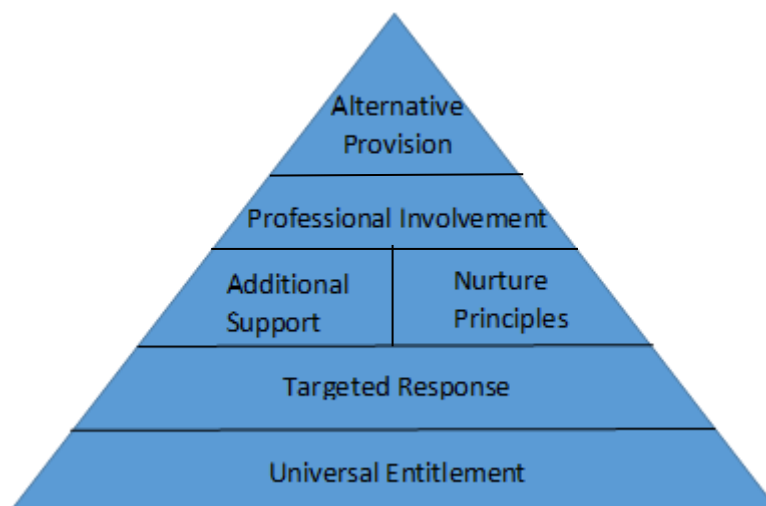 Alternative
Provision
Professional Involvement
Additional
Support
Nurture
Principles
Targeted Response
Universal Entitlement